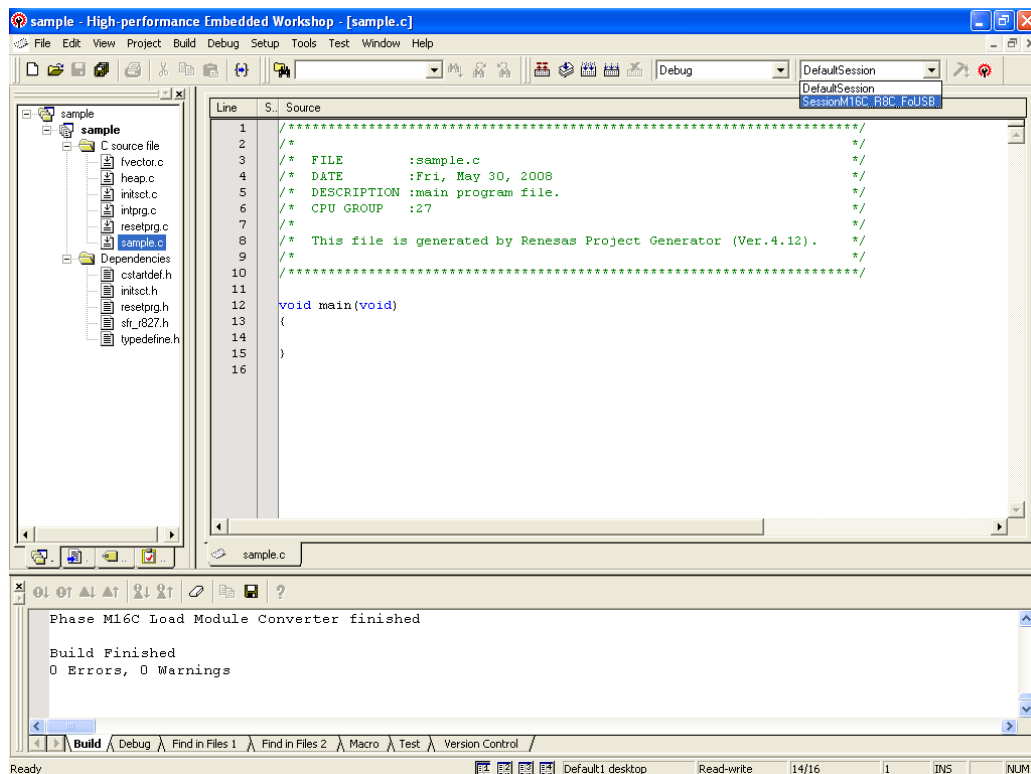 sample - High-performance Embedded Workshop - [sample.c]
File Edit View Project Build Debug Setup Tools Test Window Help
Debug DefaultSession
DefaultSession
SessionM16C_R8C_FoUSB
sample
sample
C source file
fvector.c
heap.c
initsct.c
intprg.c
resetprg.c
sample.c
Dependencies
cstartdef.h
initsct.h
resetprg.h
sfr_r827.h
typedefine.h
Line S.. Source
1 /***********************************************************************/
2 /* */
3 /* FILE :sample.c */
4 /* DATE :Fri, May 30, 2008 */
5 /* DESCRIPTION :main program file. */
6 /* CPU GROUP :27 */
7 /* */
8 /* This file is generated by Renesas Project Generator (Ver.4.12). */
9 /* */
10 /***********************************************************************/
11
12 void main(void)
13 {
14
15 }
16
sample.c
Phase M16C Load Module Converter finished
Build Finished
0 Errors, 0 Warnings
Build Debug Find in Files 1 Find in Files 2 Macro Test Version Control
Ready Default1 desktop Read-write 14/16 1 INS NUM